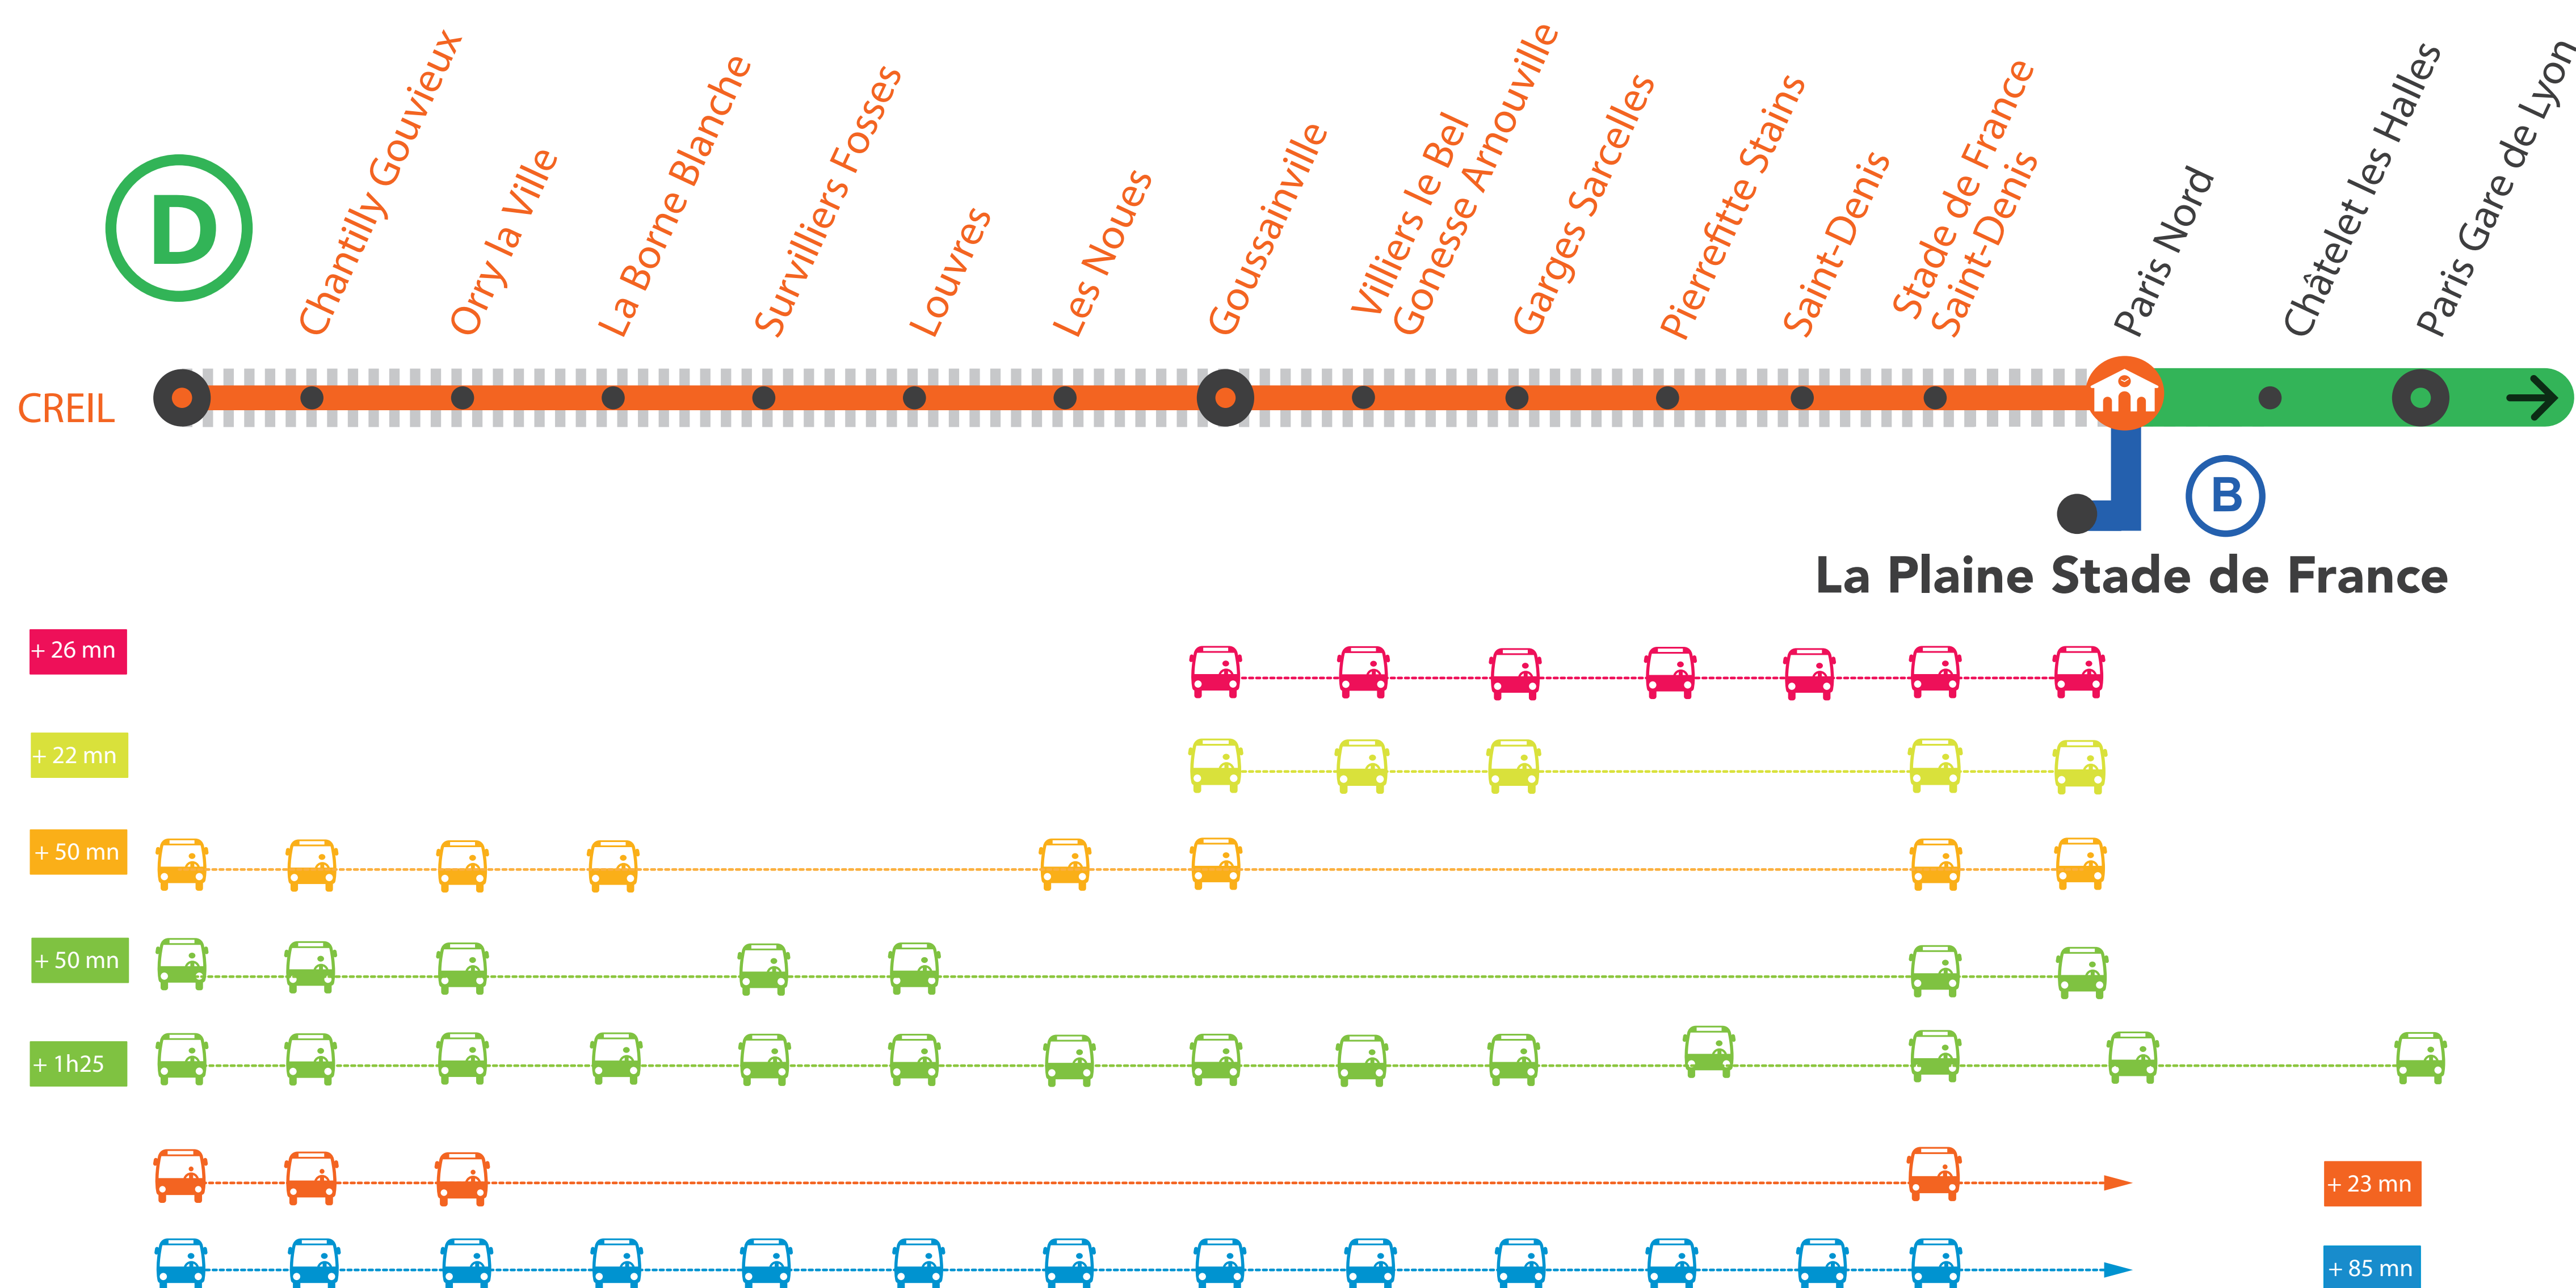 D
CREIL
Chantilly Gouvieux
Orry la Ville
La Borne Blanche
Survilliers Fosses
Louvres
Les Noues
Goussainville
Villiers le Bel
Gonesse Arnouville
Garges Sarcelles
Pierrefitte Stains
Saint-Denis
Stade de France
Saint-Denis
Paris Nord
Châtelet les Halles
Paris Gare de Lyon
B
La Plaine Stade de France
+ 26 mn
+ 22 mn
+ 50 mn
+ 50 mn
+ 1h25
+ 23 mn
+ 85 mn